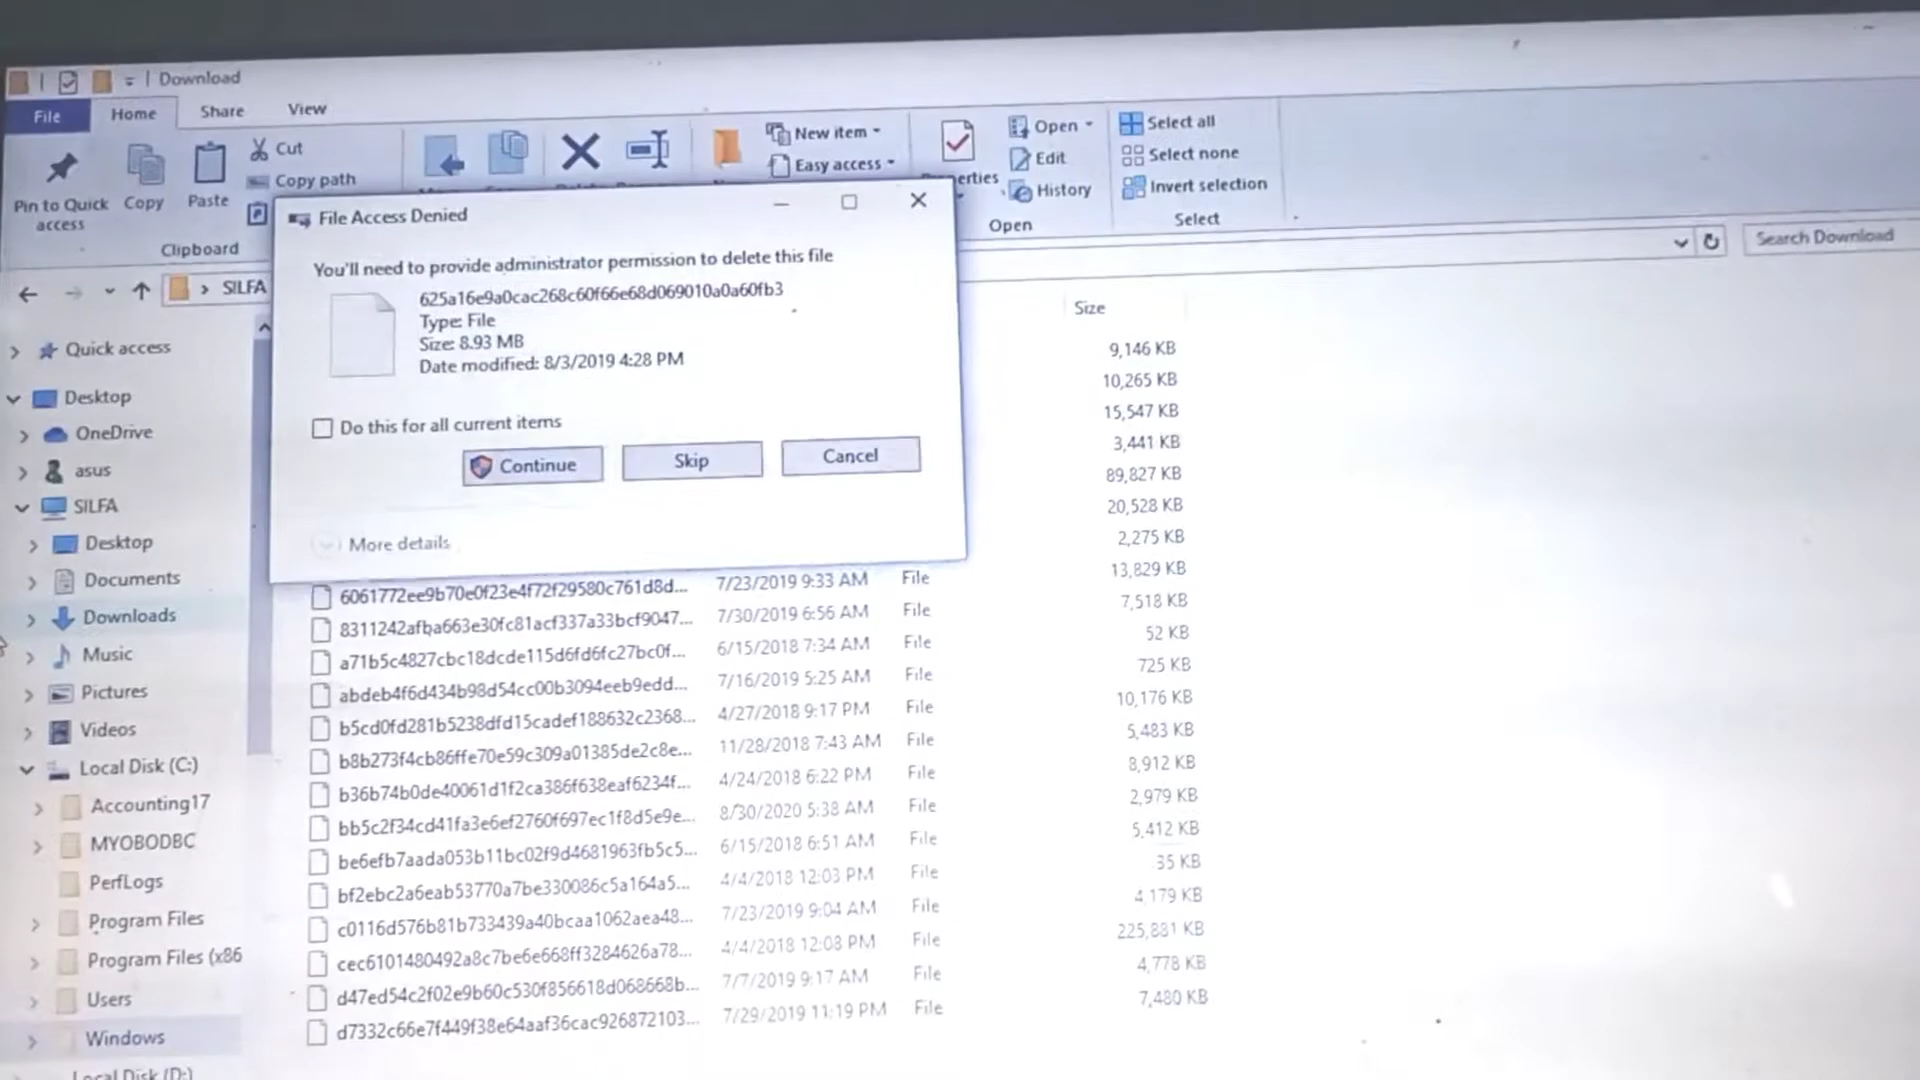 Download
File Home Share View
Pin to Quick access
Copy
Paste
Cut
Copy path
Clipboard
New item
Easy access
Open
Edit
History
Open
Select all
Select none
Invert selection
Select
SILFA
Search Download
File Access Denied
You'll need to provide administrator permission to delete this file
625a16e9a0cac268c60f66e68d069010a0a60fb3
Type: File
Size: 8.93 MB
Date modified: 8/3/2019 4:28 PM
Do this for all current items
Continue Skip Cancel
More details
Quick access
Desktop
OneDrive
asus
SILFA
Desktop
Documents
Downloads
Music
Pictures
Videos
Local Disk (C:)
Accounting17
MYOBODBC
PerfLogs
Program Files
Program Files (x86
Users
Windows
Local Disk (D:)
Size
9,146 KB
10,265 KB
15,547 KB
3,441 KB
89,827 KB
20,528 KB
2,275 KB
6061772ee9b70e0f23e4f72f29580c761d8d... 7/23/2019 9:33 AM File 13,829 KB
8311242afba663e30fc81acf337a33bcf9047... 7/30/2019 6:56 AM File 7,518 KB
a71b5c4827cbc18dcde115d6fd6fc27bc0f... 6/15/2018 7:34 AM File 52 KB
abdeb4f6d434b98d54cc00b3094eeb9edd... 7/16/2019 5:25 AM File 725 KB
b5cd0fd281b5238dfd15cadef188632c2368... 4/27/2018 9:17 PM File 10,176 KB
b8b273f4cb86ffe70e59c309a01385de2c8e... 11/28/2018 7:43 AM File 5,483 KB
b36b74b0de40061d1f2ca386f638eaf6234f... 4/24/2018 6:22 PM File 8,912 KB
bb5c2f34cd41fa3e6ef2760f697ec1f8d5e9e... 8/30/2020 5:38 AM File 2,979 KB
be6efb7aada053b11bc02f9d4681963fb5c5... 6/15/2018 6:51 AM File 5,412 KB
bf2ebc2a6eab53770a7be330086c5a164a5... 4/4/2018 12:03 PM File 35 KB
c0116d576b81b733439a40bcaa1062aea48... 7/23/2019 9:04 AM File 4,179 KB
cec6101480492a8c7be6e668ff3284626a78... 4/4/2018 12:08 PM File 225,881 KB
d47ed54c2f02e9b60c530f856618d068668b... 7/7/2019 9:17 AM File 4,778 KB
d7332c66e7f449f38e64aaf36cac926872103... 7/29/2019 11:19 PM File 7,480 KB